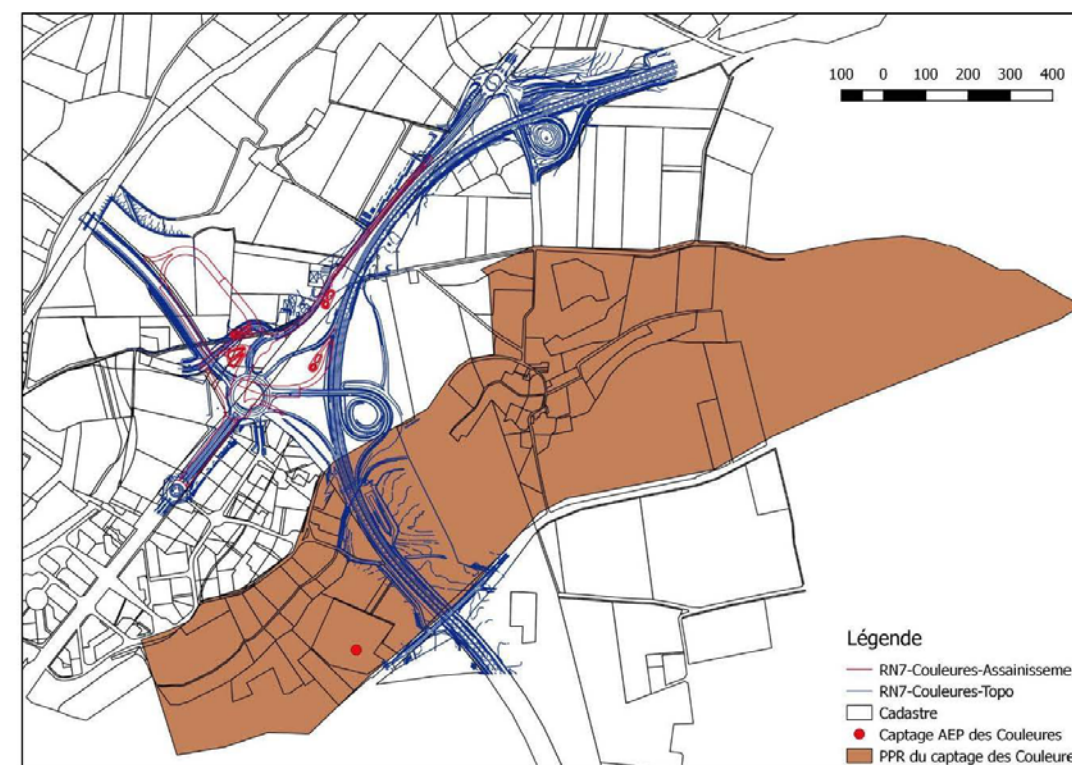 100 0 100 200 300 400
Légende
RN7-Couleures-Assainisseme
RN7-Couleures-Topo
Cadastre
Captage AEP des Couleures
PPR du captage des Couleure